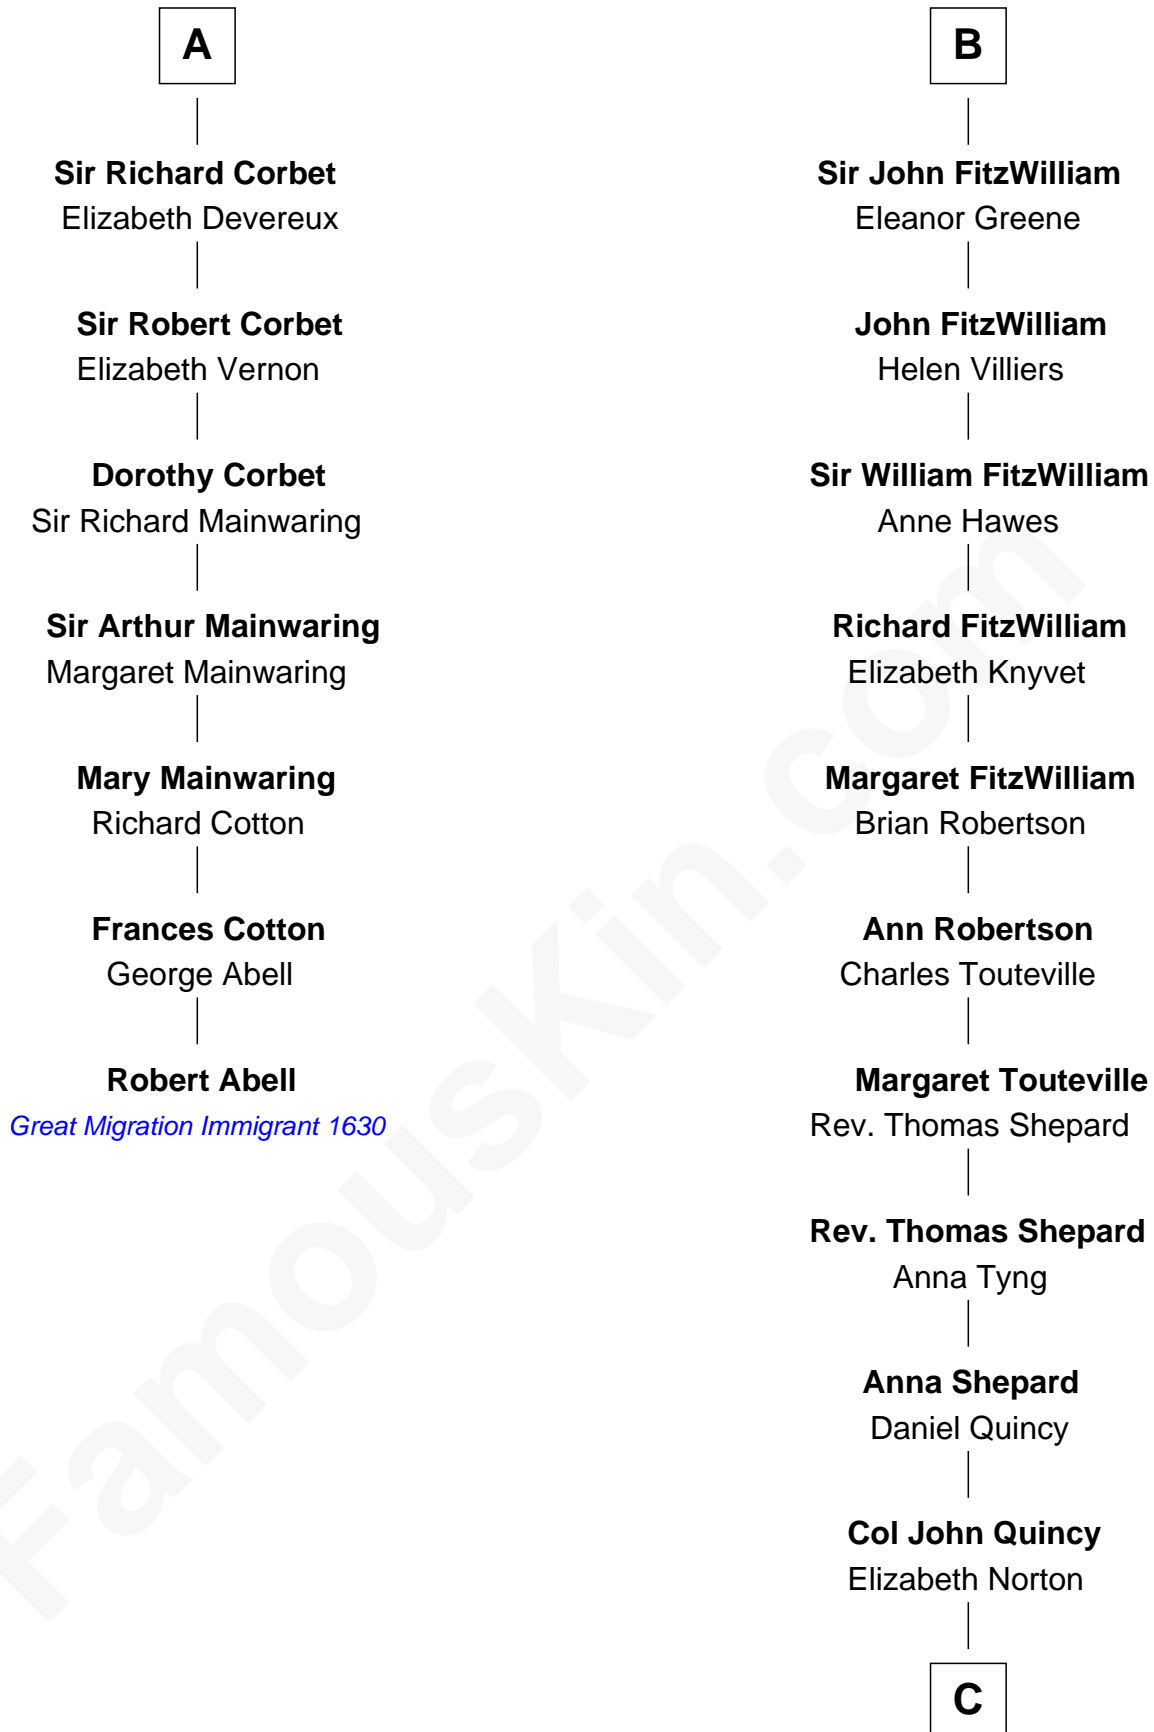 A
Sir Richard Corbet
Elizabeth Devereux
Sir Robert Corbet
Elizabeth Vernon
Dorothy Corbet
Sir Richard Mainwaring
Sir Arthur Mainwaring
Margaret Mainwaring
Mary Mainwaring
Richard Cotton
Frances Cotton
George Abell
Robert Abell
Great Migration Immigrant 1630
B
Sir John FitzWilliam
Eleanor Greene
John FitzWilliam
Helen Villiers
Sir William FitzWilliam
Anne Hawes
Richard FitzWilliam
Elizabeth Knyvet
Margaret FitzWilliam
Brian Robertson
Ann Robertson
Charles Touteville
Margaret Touteville
Rev. Thomas Shepard
Rev. Thomas Shepard
Anna Tyng
Anna Shepard
Daniel Quincy
Col John Quincy
Elizabeth Norton
C
FamousKin.com